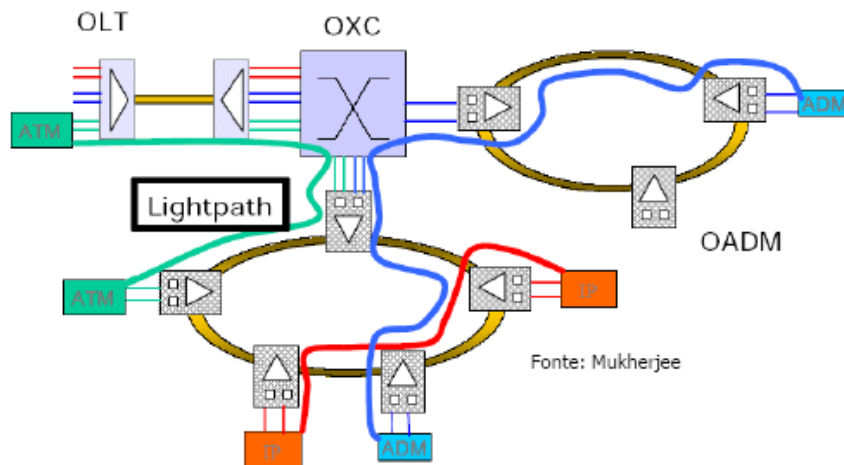 OLT
OXC
ATM
ADM
Lightpath
OADM
ATM
IP
Fonte: Mukherjee
IP
ADM